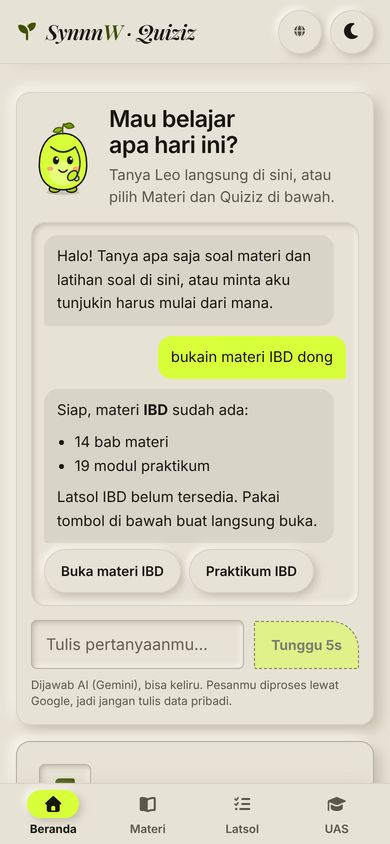 SynnnW · Quiziz
Mau belajar
apa hari ini?
Tanya Leo langsung di sini, atau
pilih Materi dan Quiziz di bawah.
Halo! Tanya apa saja soal materi dan
latihan soal di sini, atau minta aku
tunjukin harus mulai dari mana.
bukain materi IBD dong
Siap, materi IBD sudah ada:
• 14 bab materi
• 19 modul praktikum
Latsol IBD belum tersedia. Pakai
tombol di bawah buat langsung buka.
Buka materi IBD Praktikum IBD
Tulis pertanyaanmu... Tunggu 5s
Dijawab AI (Gemini), bisa keliru. Pesanmu diproses lewat
Google, jadi jangan tulis data pribadi.
Beranda Materi Latsol UAS